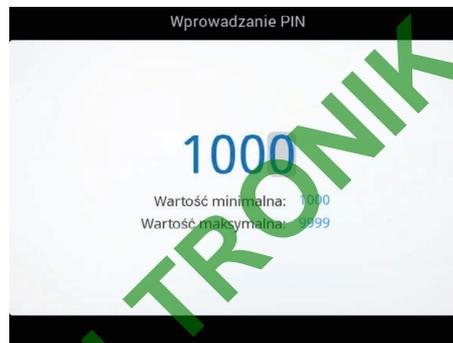 Wprowadzanie PIN
1000
Wartość minimalna: 1000
Wartość maksymalna: 9999
TRONIK